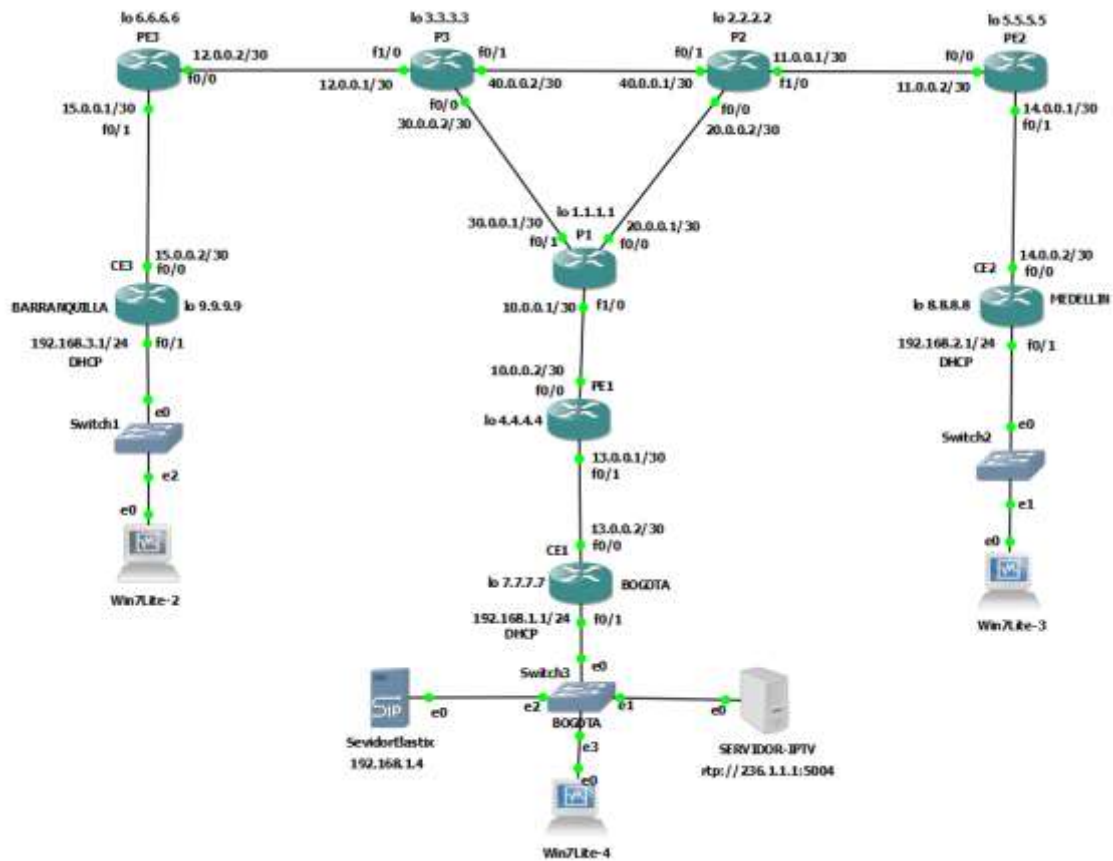 lo 6.6.6.6
PE3
12.0.0.2/30
f0/0
15.0.0.1/30
f0/1
lo 3.3.3.3
P3
f1/0
f0/1
12.0.0.1/30
40.0.0.2/30
f0/0
30.0.0.2/30
lo 2.2.2.2
P2
f0/1
11.0.0.1/30
40.0.0.1/30
f1/0
f0/0
20.0.0.2/30
lo 5.5.5.5
PE2
f0/0
11.0.0.2/30
14.0.0.1/30
f0/1
lo 1.1.1.1
30.0.0.1/30
P1
20.0.0.1/30
f0/1
f0/0
10.0.0.1/30
f1/0
15.0.0.2/30
CE3
f0/0
BARRANQUILLA
lo 9.9.9.9
192.168.3.1/24
f0/1
DHCP
e0
Switch1
e2
e0
Win7Lite-2
14.0.0.2/30
CE2
f0/0
lo 8.8.8.8
MEDELLIN
192.168.2.1/24
f0/1
DHCP
e0
Switch2
e1
e0
Win7Lite-3
10.0.0.2/30
PE1
f0/0
lo 4.4.4.4
13.0.0.1/30
f0/1
13.0.0.2/30
CE1
f0/0
lo 7.7.7.7
BOGOTA
192.168.1.1/24
f0/1
DHCP
e0
Switch3
e0
e2
e1
e0
BOGOTA
SIP
SevidorElastix
192.168.1.4
e3
SERVIDOR-IPTV
rtp://236.1.1.1:5004
e0
Win7Lite-4